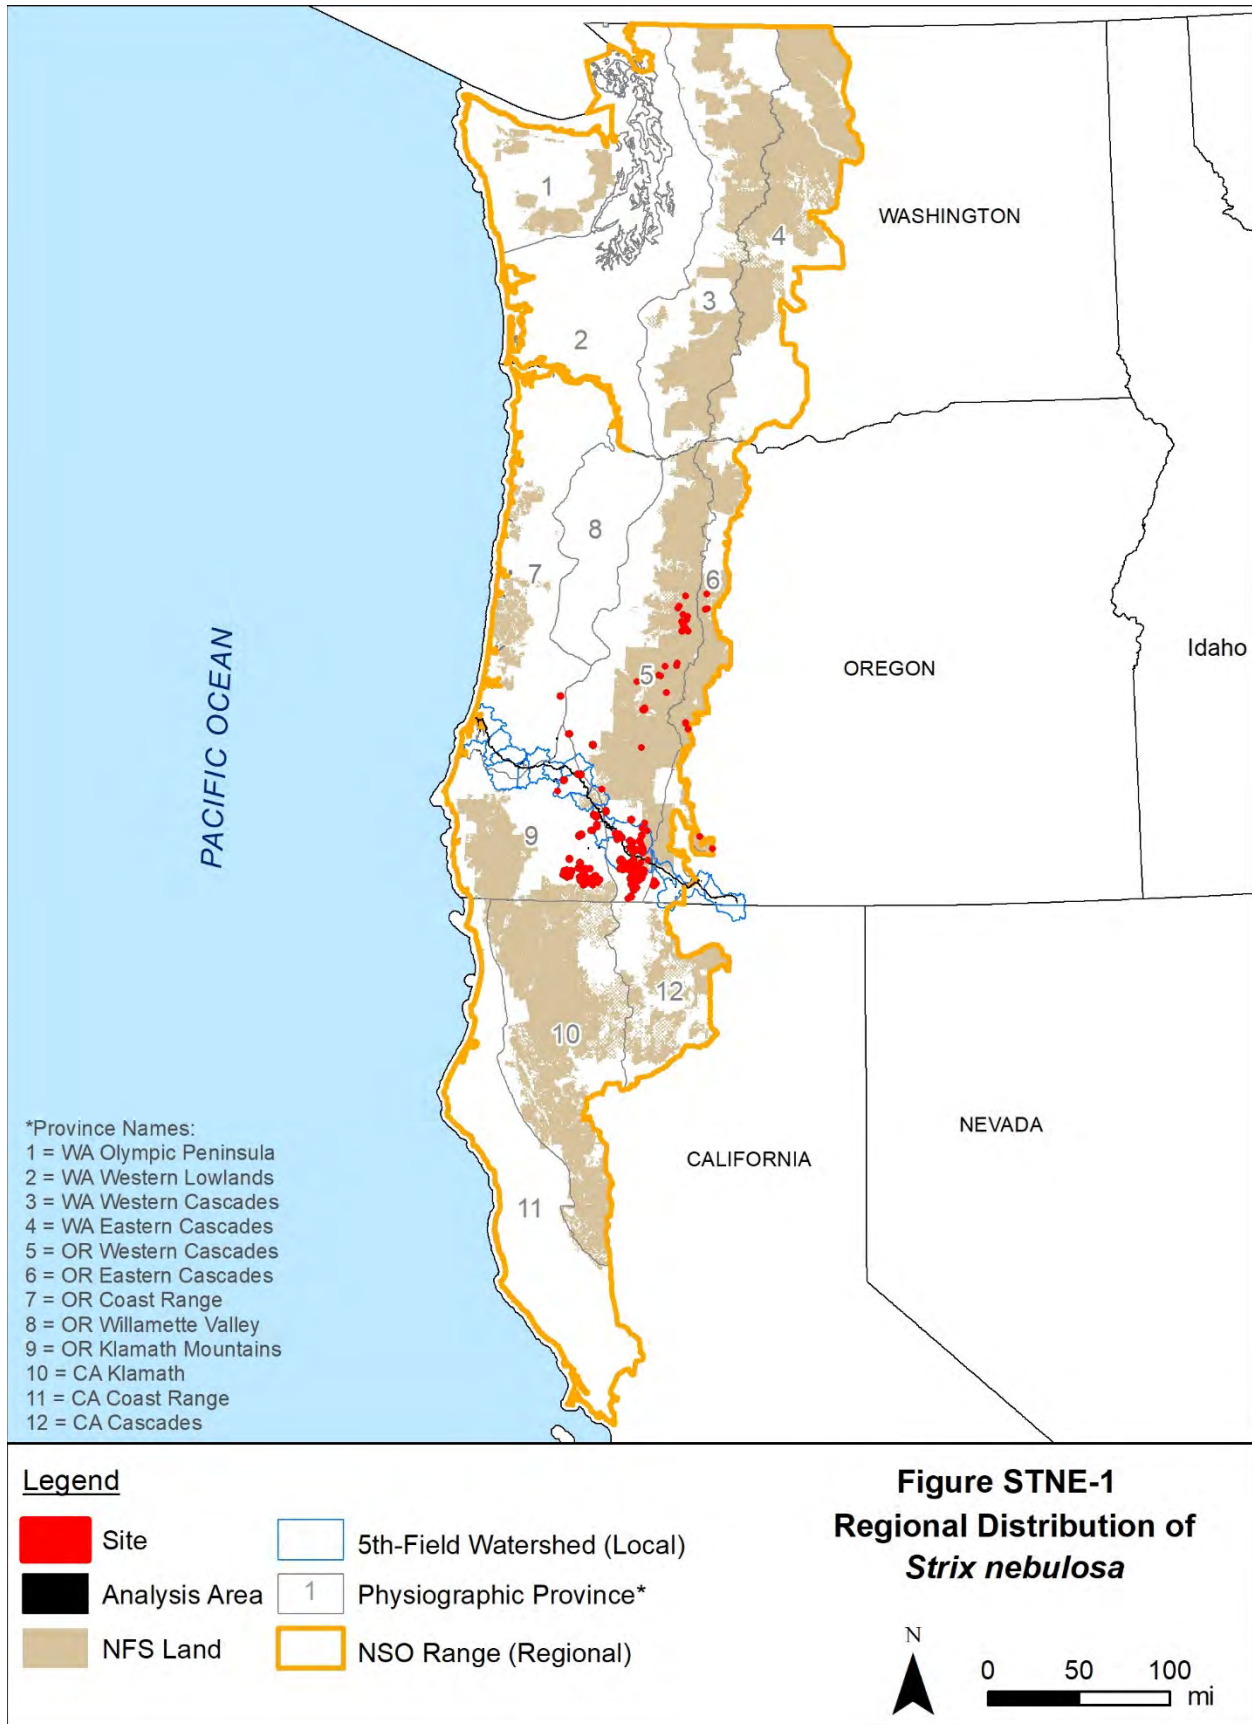 WASHINGTON
1
4
3
2
8
7
6
Idaho
OREGON
5
PACIFIC OCEAN
9
12
10
NEVADA
CALIFORNIA
11
*Province Names:
1 = WA Olympic Peninsula
2 = WA Western Lowlands
3 = WA Western Cascades
4 = WA Eastern Cascades
5 = OR Western Cascades
6 = OR Eastern Cascades
7 = OR Coast Range
8 = OR Willamette Valley
9 = OR Klamath Mountains
10 = CA Klamath
11 = CA Coast Range
12 = CA Cascades
Legend
Site
Analysis Area
NFS Land
5th-Field Watershed (Local)
1 Physiographic Province*
NSO Range (Regional)
Figure STNE-1
Regional Distribution of
Strix nebulosa
N
0 50 100
mi